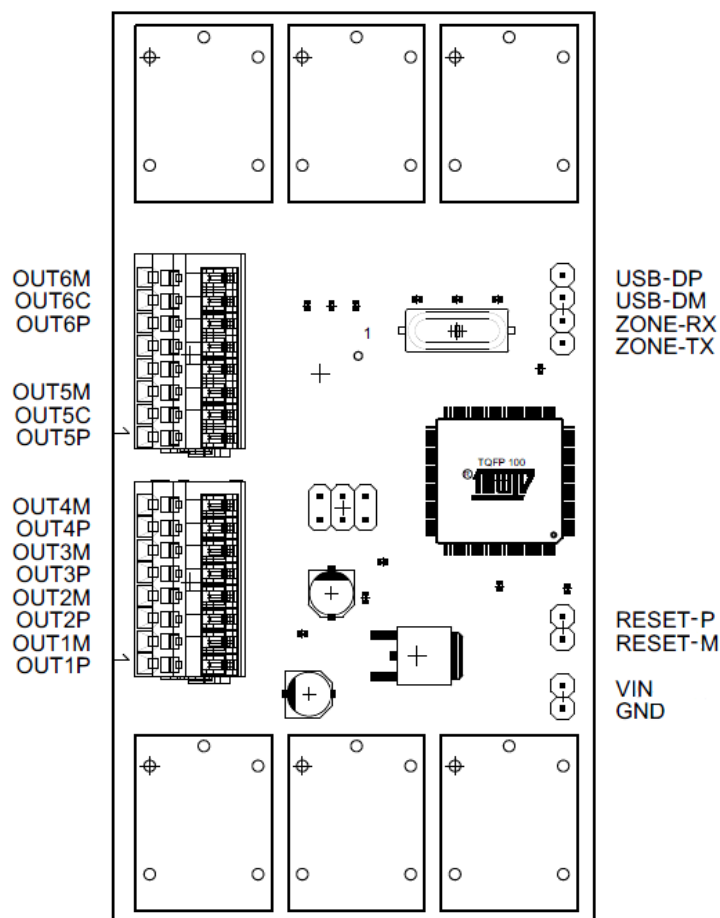 OUT6M
OUT6C
OUT6P
OUT5M
OUT5C
OUT5P
OUT4M
OUT4P
OUT3M
OUT3P
OUT2M
OUT2P
OUT1M
OUT1P
1
TQFP 100
USB-DP
USB-DM
ZONE-RX
ZONE-TX
RESET-P
RESET-M
VIN
GND